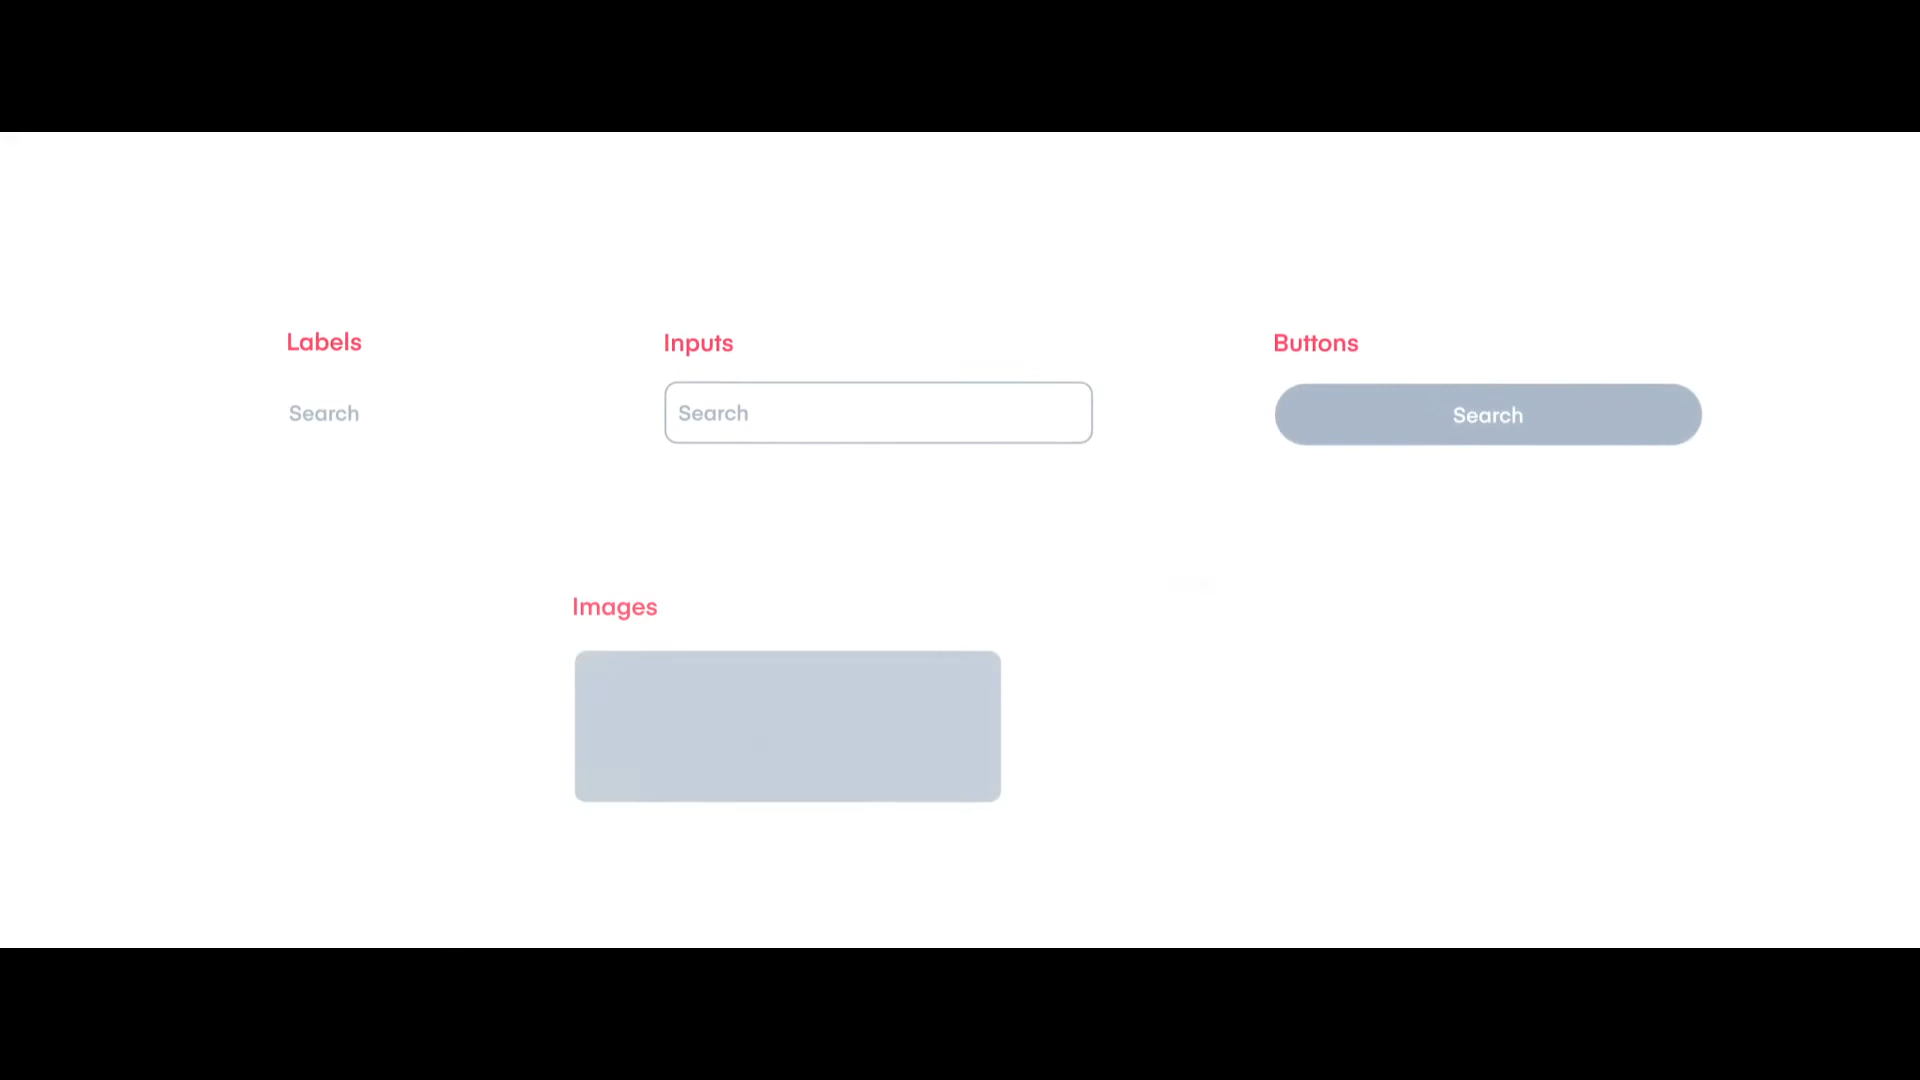 Labels
Inputs
Buttons
Search
Search
Search
Images